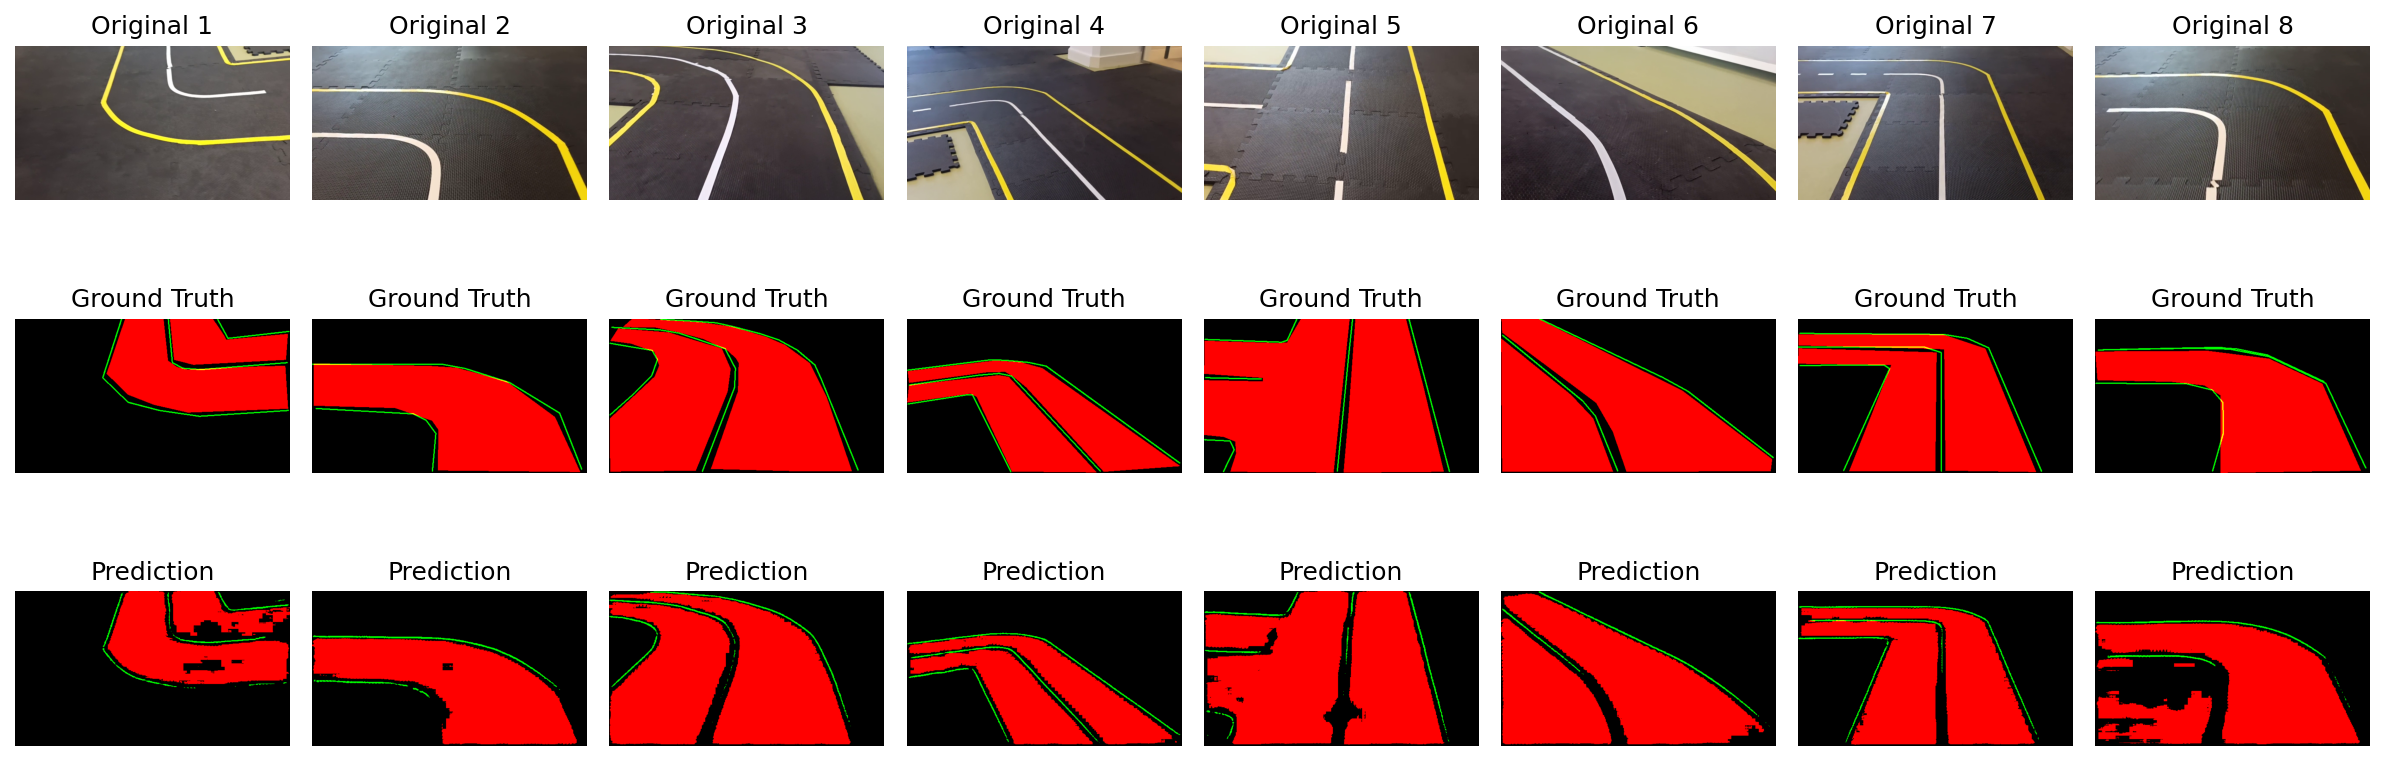 Original 1
Original 2
Original 3
Original 4
Original 5
Original 6
Original 7
Original 8
Ground Truth
Ground Truth
Ground Truth
Ground Truth
Ground Truth
Ground Truth
Ground Truth
Ground Truth
Prediction
Prediction
Prediction
Prediction
Prediction
Prediction
Prediction
Prediction